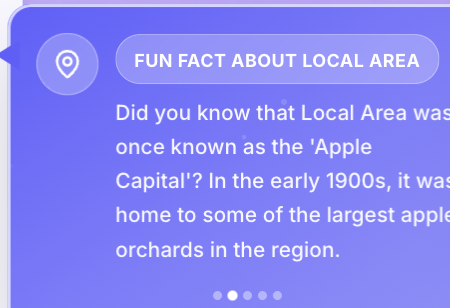 FUN FACT ABOUT LOCAL AREA
Did you know that Local Area was
once known as the 'Apple
Capital'? In the early 1900s, it was
home to some of the largest apple
orchards in the region.